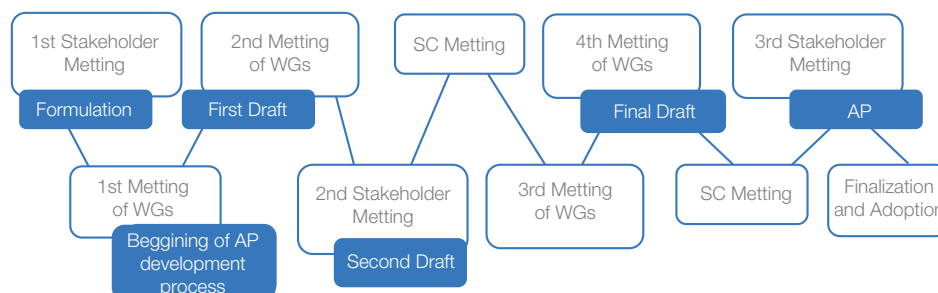 1st Stakeholder
Metting
Formulation
1st Metting
of WGs
Beggining of AP
development
process
2nd Metting
of WGs
First Draft
2nd Stakeholder
Metting
Second Draft
SC Metting
3rd Metting
of WGs
4th Metting
of WGs
Final Draft
SC Metting
3rd Stakeholder
Metting
AP
Finalization
and Adoption